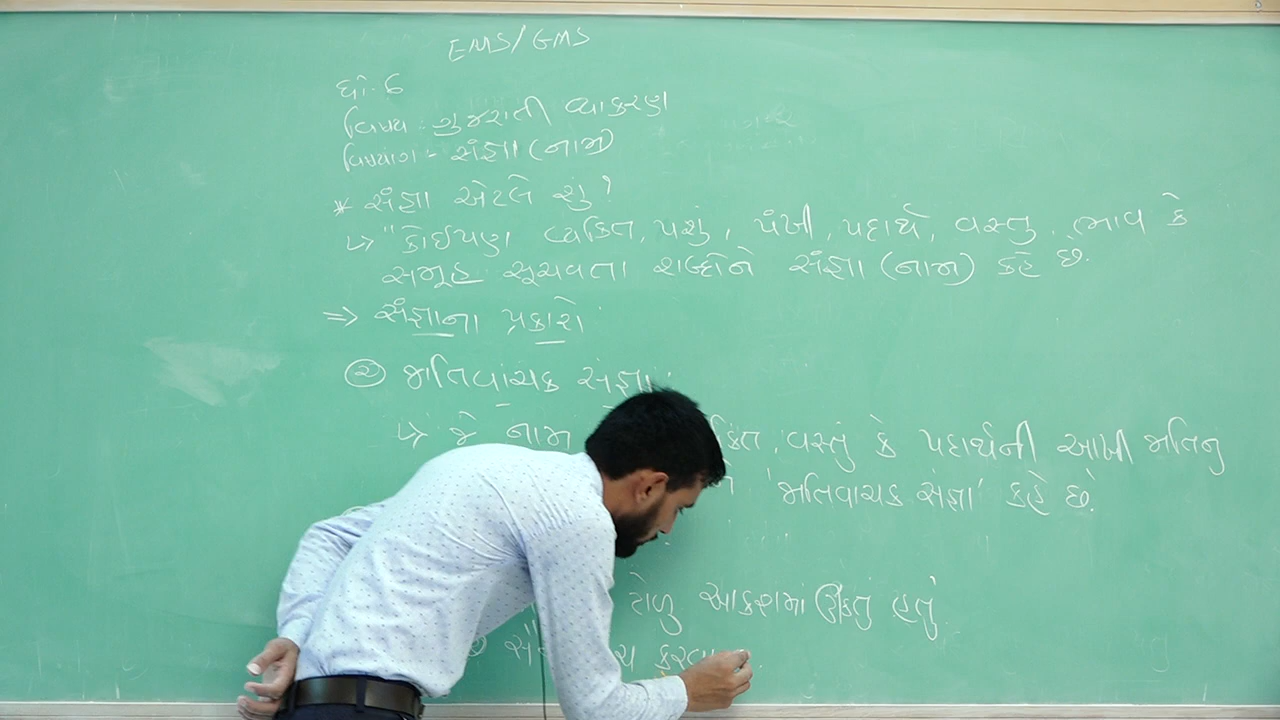 EMS/GMS
ધો. 6
વિષય : ગુજરાતી વ્યાકરણ
વિષયાંગ - સંજ્ઞા (નામ)
* સંજ્ઞા એટલે શું?
↳ "કોઈપણ વ્યકિત, પશું, પંખી, પદાર્થ, વસ્તુ, ભાવ કે
સમૂહ સૂચવતા શબ્દોને સંજ્ઞા (નામ) કહે છે.
⇒ સંજ્ઞાના પ્રકારો
② જાતિવાચક સંજ્ઞા :
↳ જે નામ વસ્તું કે પદાર્થની આખી જાતિનુ
'જાતિવાચક સંજ્ઞા' કહે છે.
ટોળુ આકાશમાં ઊડતું હતું